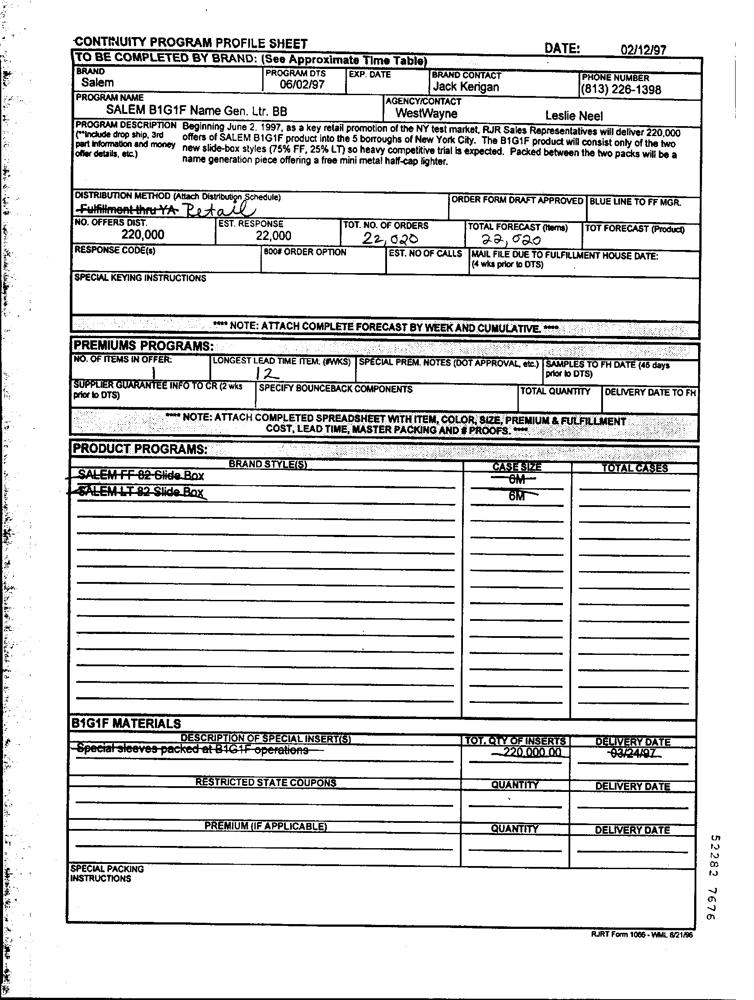 CONTINUITY PROGRAM PROFILE SHEET
DATE: 02/12/97
TO BE COMPLETED BY BRAND: (See Approximate Time Table)
BRAND PROGRAM DTS EXP. DATE BRAND CONTACT PHONE NUMBER
Salem 06/02/97 Jack Kerigan (813) 226-1398
PROGRAM NAME AGENCY/CONTACT
SALEM B1G1F Name Gen. Ltr. BB WestWayne Leslie Neel
PROGRAM DESCRIPTION Beginning June 2, 1997, as a key retail promotion of the NY test market, RJR Sales Representatives will deliver 220,000
(**Include drop ship, 3rd offers of SALEM B1G1F product into the 5 borroughs of New York City. The B1G1F product will consist only of the two
part information and money new slide-box styles (75% FF, 25% LT) so heavy competitive trial is expected. Packed between the two packs will be a
offer details, etc.) name generation piece offering a free mini metal half-cap lighter.
DISTRIBUTION METHOD (Attach Distribution Schedule) ORDER FORM DRAFT APPROVED BLUE LINE TO FF MGR.
Fulfillment thru YA Retail
NO. OFFERS DIST. EST. RESPONSE TOT. NO. OF ORDERS TOTAL FORECAST (Items) TOT FORECAST (Product)
220,000 22,000 22,020 22,020
RESPONSE CODE(s) 800# ORDER OPTION EST. NO OF CALLS MAIL FILE DUE TO FULFILLMENT HOUSE DATE:
(4 wks prior to DTS)
SPECIAL KEYING INSTRUCTIONS
**** NOTE: ATTACH COMPLETE FORECAST BY WEEK AND CUMULATIVE. ****
PREMIUMS PROGRAMS:
NO. OF ITEMS IN OFFER: LONGEST LEAD TIME ITEM. (#WKS) SPECIAL PREM. NOTES (DOT APPROVAL, etc.) SAMPLES TO FH DATE (45 days
prior to DTS)
1 12
SUPPLIER GUARANTEE INFO TO CR (2 wks SPECIFY BOUNCEBACK COMPONENTS TOTAL QUANTITY DELIVERY DATE TO FH
prior to DTS)
**** NOTE: ATTACH COMPLETED SPREADSHEET WITH ITEM, COLOR, SIZE, PREMIUM & FULFILLMENT
COST, LEAD TIME, MASTER PACKING AND # PROOFS. ****
PRODUCT PROGRAMS:
BRAND STYLE(S) CASE SIZE TOTAL CASES
SALEM FF 82 Slide Box 6M
SALEM LT 82 Slide Box 6M
B1G1F MATERIALS
DESCRIPTION OF SPECIAL INSERT(S) TOT. QTY OF INSERTS DELIVERY DATE
Special sleeves packed at B1G1F operations 220,000.00 03/24/97
RESTRICTED STATE COUPONS QUANTITY DELIVERY DATE
PREMIUM (IF APPLICABLE) QUANTITY DELIVERY DATE
SPECIAL PACKING
INSTRUCTIONS
52282 7676
RJRT Form 1066 - WML 8/21/96